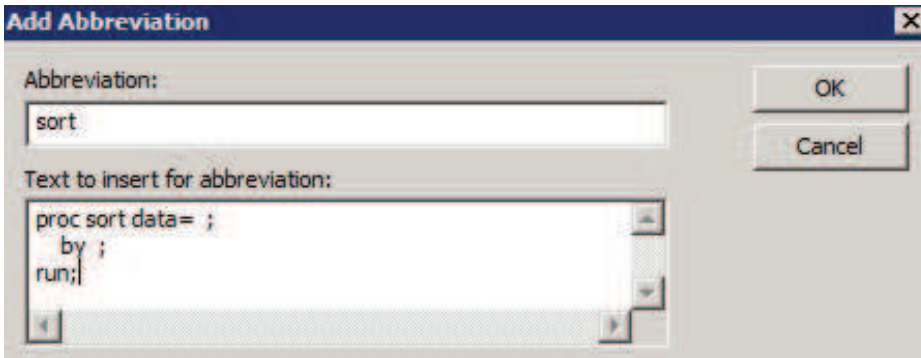 Add Abbreviation
Abbreviation:
sort
OK
Cancel
Text to insert for abbreviation:
proc sort data=  ;
  by  ;
run;